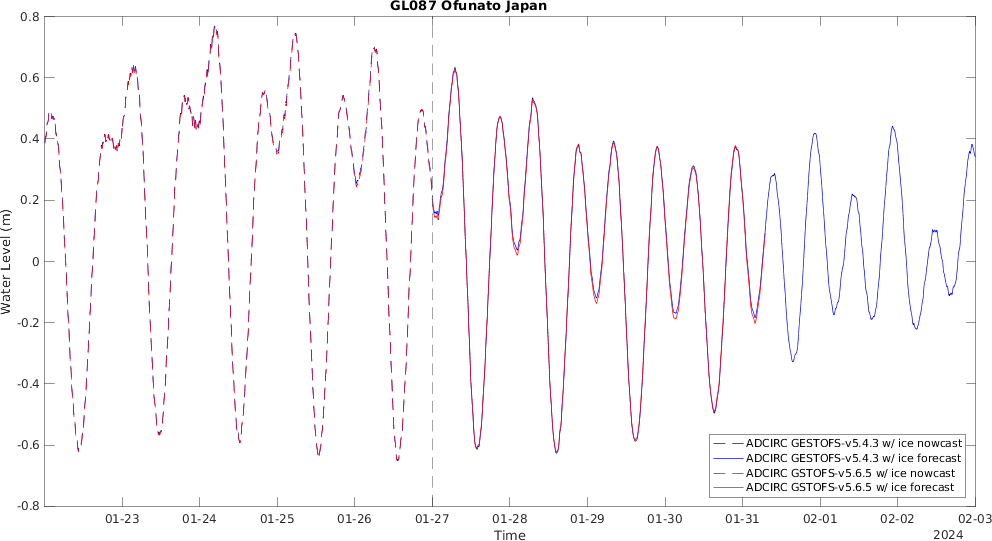 GL087 Ofunato Japan
0.8
0.6
0.4
0.2
0
-0.2
-0.4
-0.6
-0.8
Water Level (m)
ADCIRC GESTOFS-v5.4.3 w/ ice nowcast
ADCIRC GESTOFS-v5.4.3 w/ ice forecast
ADCIRC GSTOFS-v5.6.5 w/ ice nowcast
ADCIRC GSTOFS-v5.6.5 w/ ice forecast
01-23 01-24 01-25 01-26 01-27 01-28 01-29 01-30 01-31 02-01 02-02 02-03
Time
2024